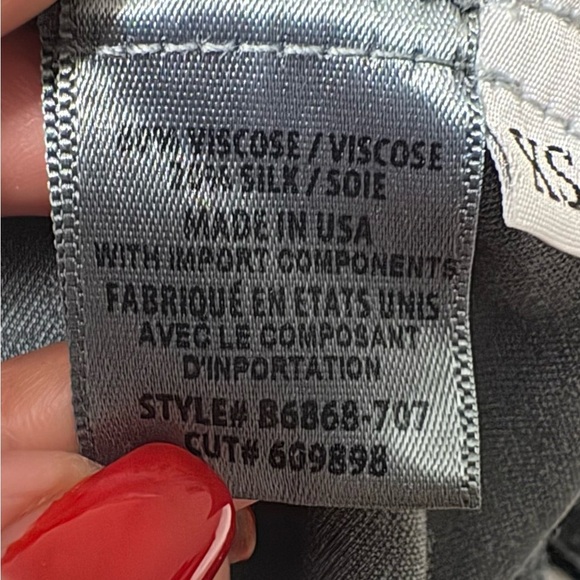 VISCOSE / VISCOSE
SILK / SOIE
MADE IN USA
WITH IMPORT COMPONENTS
FABRIQUÉ EN ETATS UNIS
AVEC LE COMPOSANT
D'INPORTATION
STYLE# B6868-707
CUT# 609898
XS